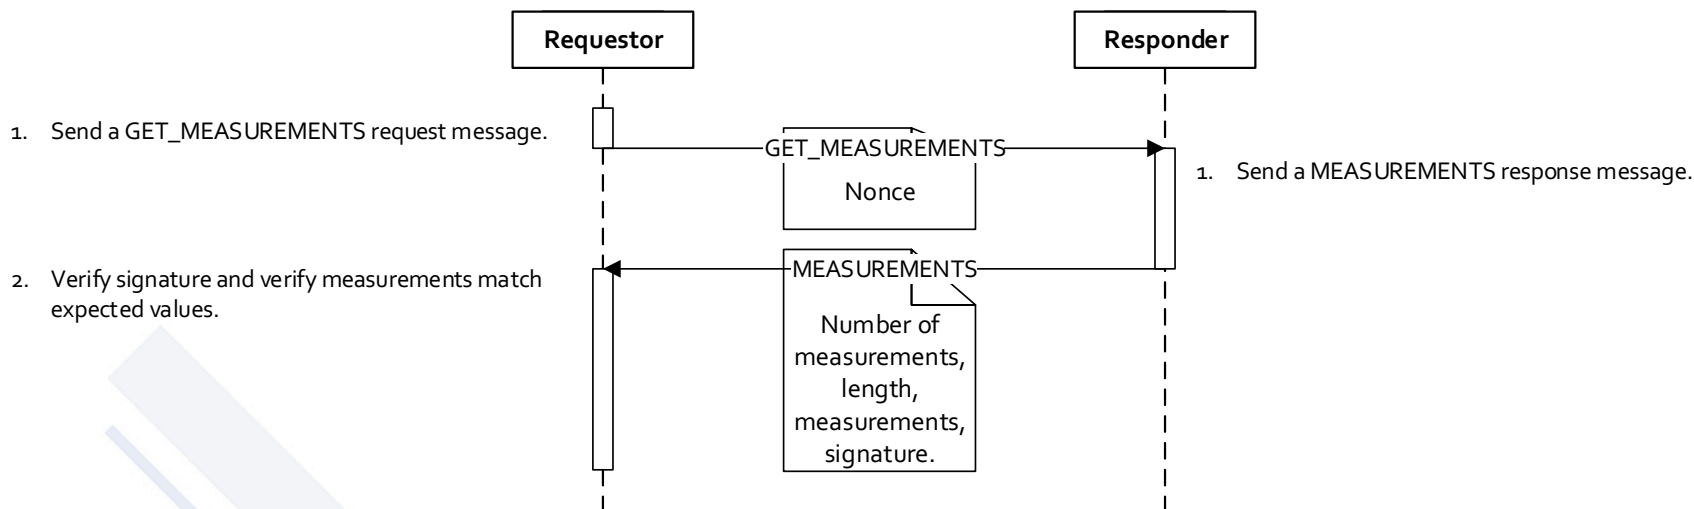 Requestor
Responder
1. Send a GET_MEASUREMENTS request message.
GET_MEASUREMENTS
Nonce
1. Send a MEASUREMENTS response message.
2. Verify signature and verify measurements match
expected values.
MEASUREMENTS
Number of
measurements,
length,
measurements,
signature.